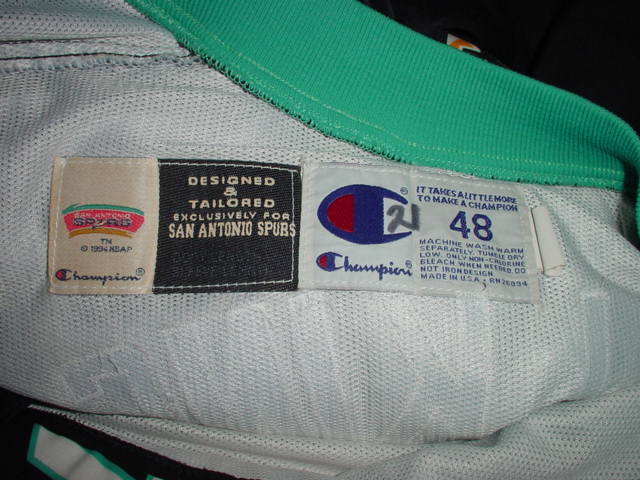 SAN ANTONIO
SPURS
TM
© 1994 NBAP
Champion®
DESIGNED
&
TAILORED
EXCLUSIVELY FOR
SAN ANTONIO SPURS
®
21
Champion®
IT TAKES A LITTLE MORE
TO MAKE A CHAMPION
48
MACHINE WASH WARM
SEPARATELY. TUMBLE DRY
LOW. ONLY NON-CHLORINE
BLEACH WHEN NEEDED. DO
NOT IRON DESIGN.
MADE IN U.S.A. RN 26094